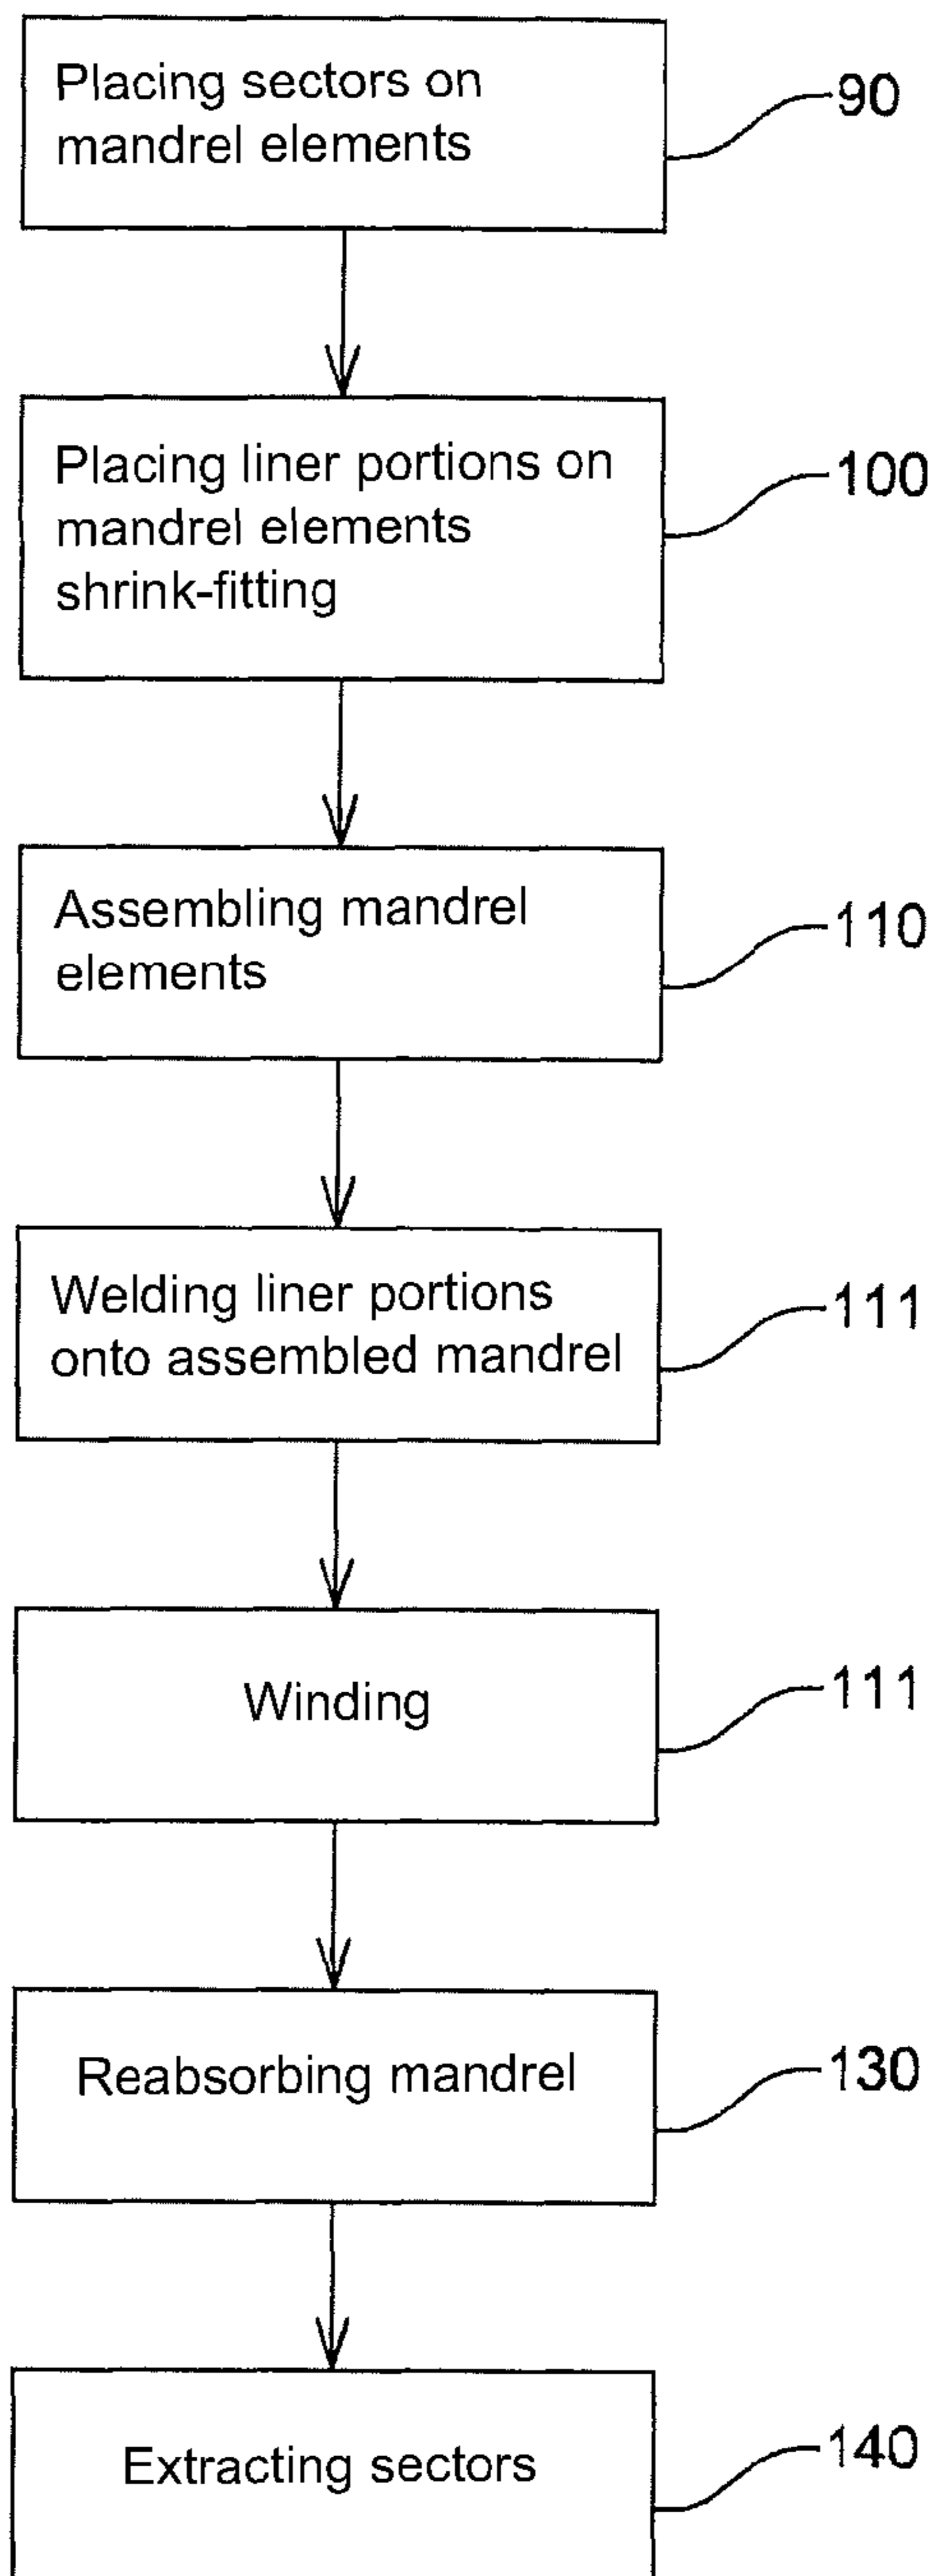 Placing sectors on
mandrel elements
90
Placing liner portions on
mandrel elements
shrink-fitting
100
Assembling mandrel
elements
110
Welding liner portions
onto assembled mandrel
111
Winding
111
Reabsorbing mandrel
130
Extracting sectors
140